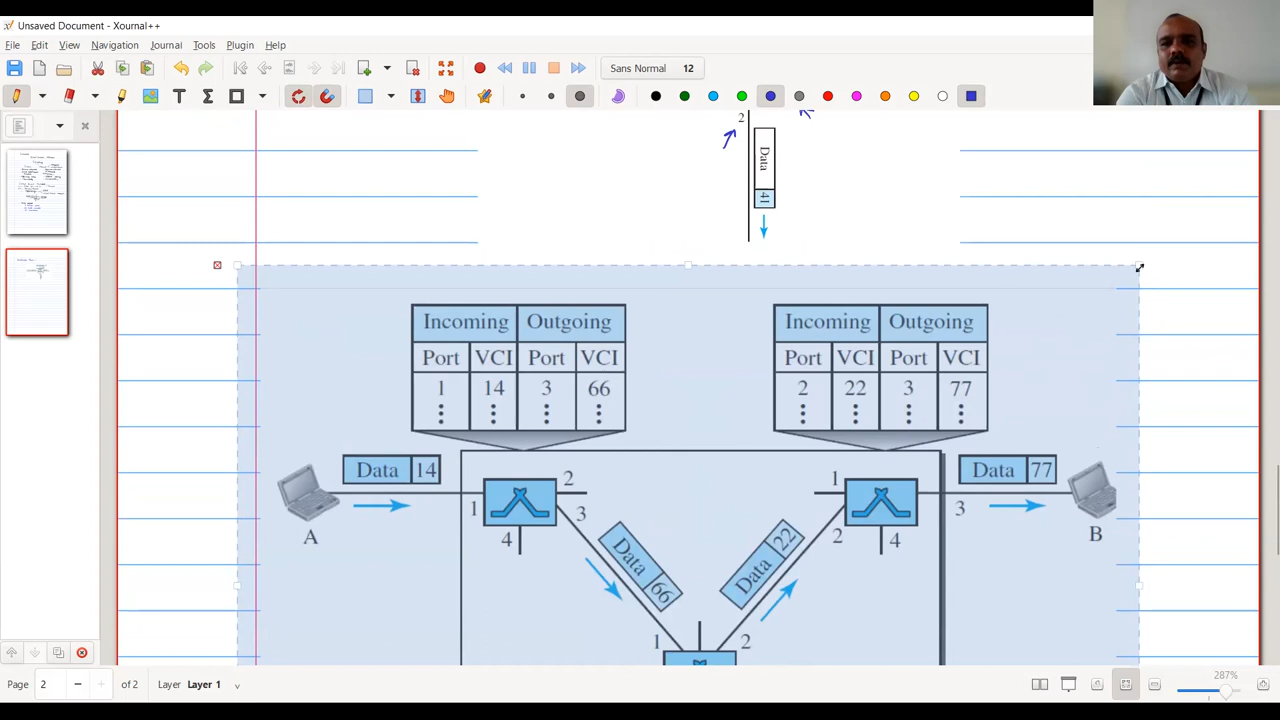 Unsaved Document - Xournal++
File Edit View Navigation Journal Tools Plugin Help
Sans Normal 12
2
Data
41
Incoming Outgoing
Port VCI Port VCI
1 14 3 66
Incoming Outgoing
Port VCI Port VCI
2 22 3 77
Data 14
A
1
2
3
4
Data 66
Data 22
1
2
3
4
Data 77
B
1
2
Page 2 of 2 Layer Layer 1
287%